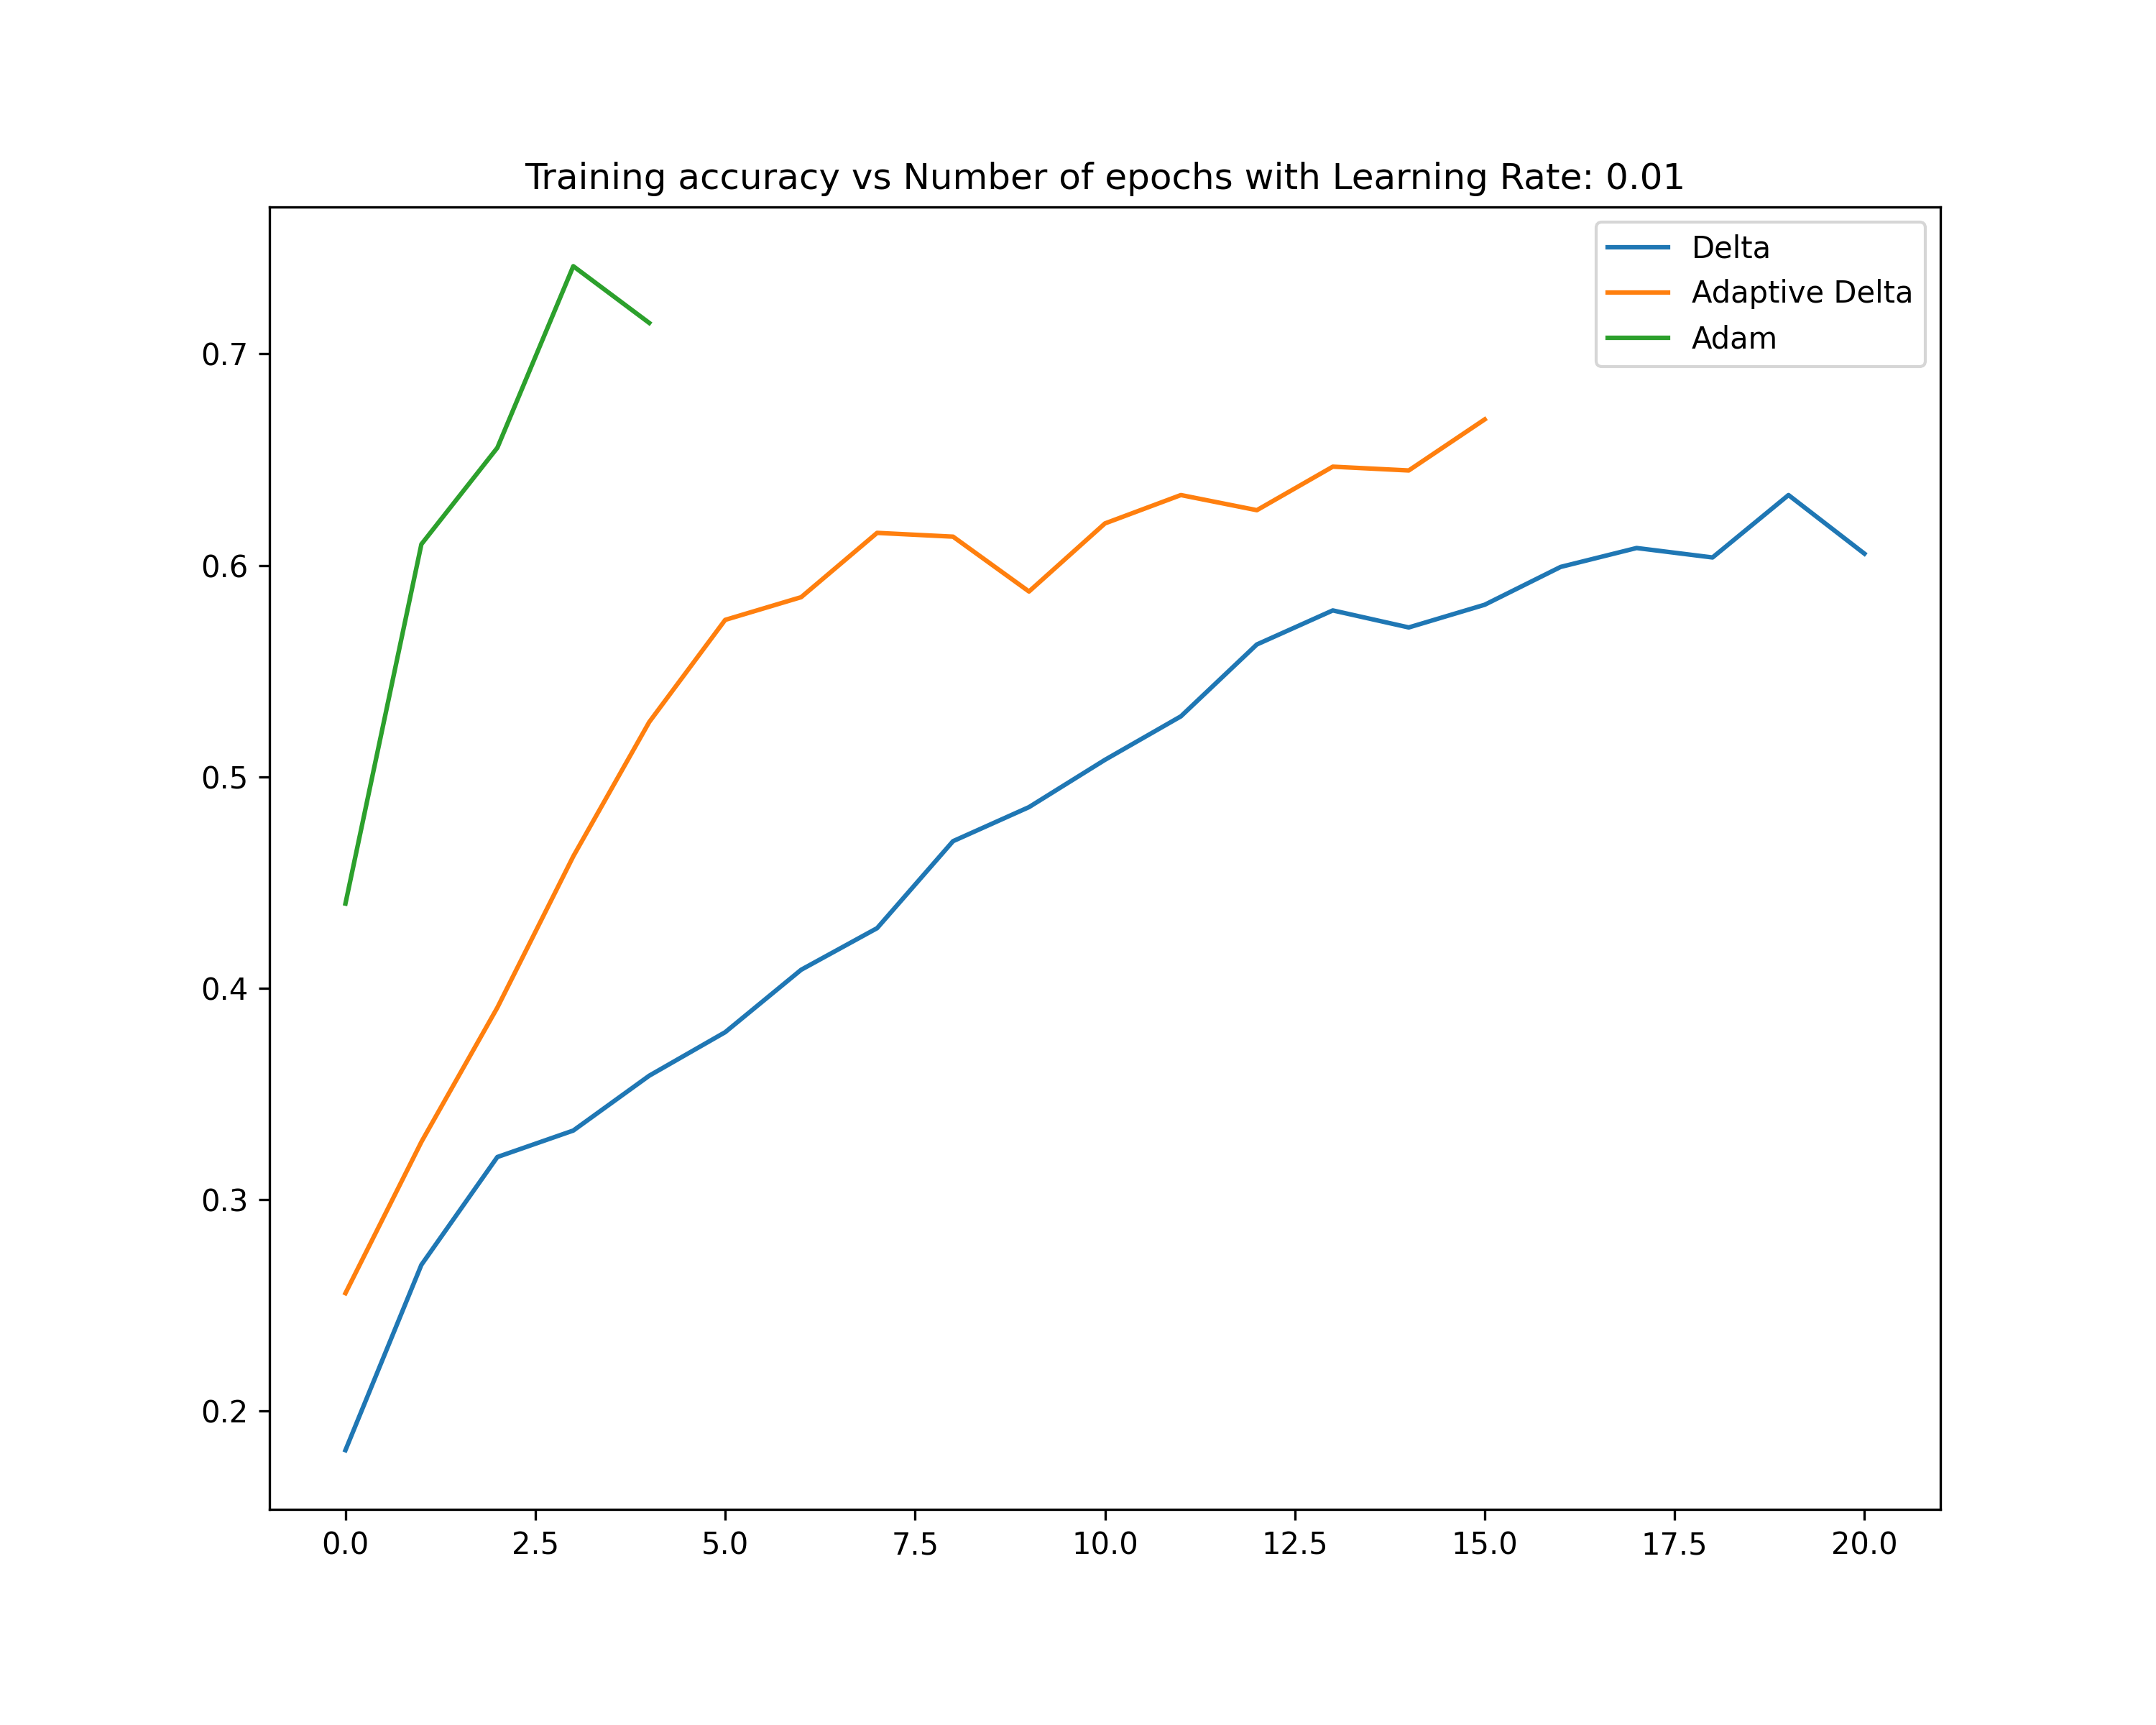 Training accuracy vs Number of epochs with Learning Rate: 0.01
Delta
Adaptive Delta
Adam
0.7
0.6
0.5
0.4
0.3
0.2
0.0 2.5 5.0 7.5 10.0 12.5 15.0 17.5 20.0